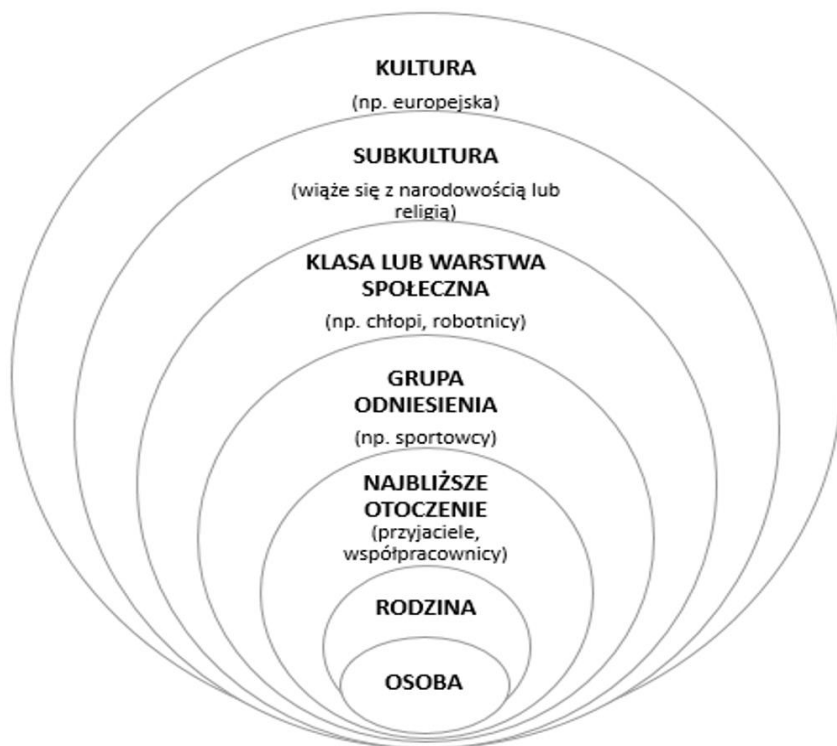 KULTURA
(np. europejska)
SUBKULTURA
(wiąże się z narodowością lub
religią)
KLASA LUB WARSTWA
SPOŁECZNA
(np. chłopi, robotnicy)
GRUPA
ODNIESIENIA
(np. sportowcy)
NAJBLIŻSZE
OTOCZENIE
(przyjaciele,
współpracownicy)
RODZINA
OSOBA